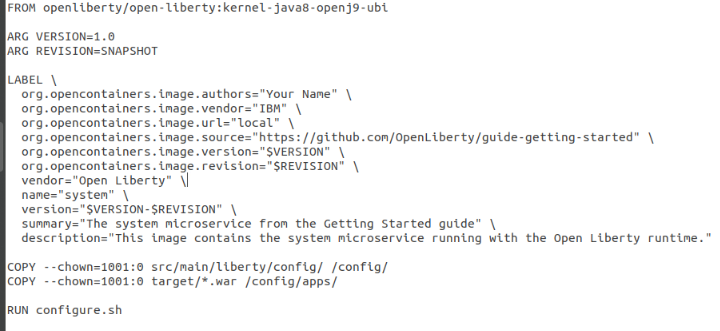 FROM openliberty/open-liberty:kernel-java8-openj9-ubi

ARG VERSION=1.0
ARG REVISION=SNAPSHOT

LABEL \
  org.opencontainers.image.authors="Your Name" \
  org.opencontainers.image.vendor="IBM" \
  org.opencontainers.image.url="local" \
  org.opencontainers.image.source="https://github.com/OpenLiberty/guide-getting-started" \
  org.opencontainers.image.version="$VERSION" \
  org.opencontainers.image.revision="$REVISION" \
  vendor="Open Liberty" \
  name="system" \
  version="$VERSION-$REVISION" \
  summary="The system microservice from the Getting Started guide" \
  description="This image contains the system microservice running with the Open Liberty runtime."

COPY --chown=1001:0 src/main/liberty/config/ /config/
COPY --chown=1001:0 target/*.war /config/apps/

RUN configure.sh